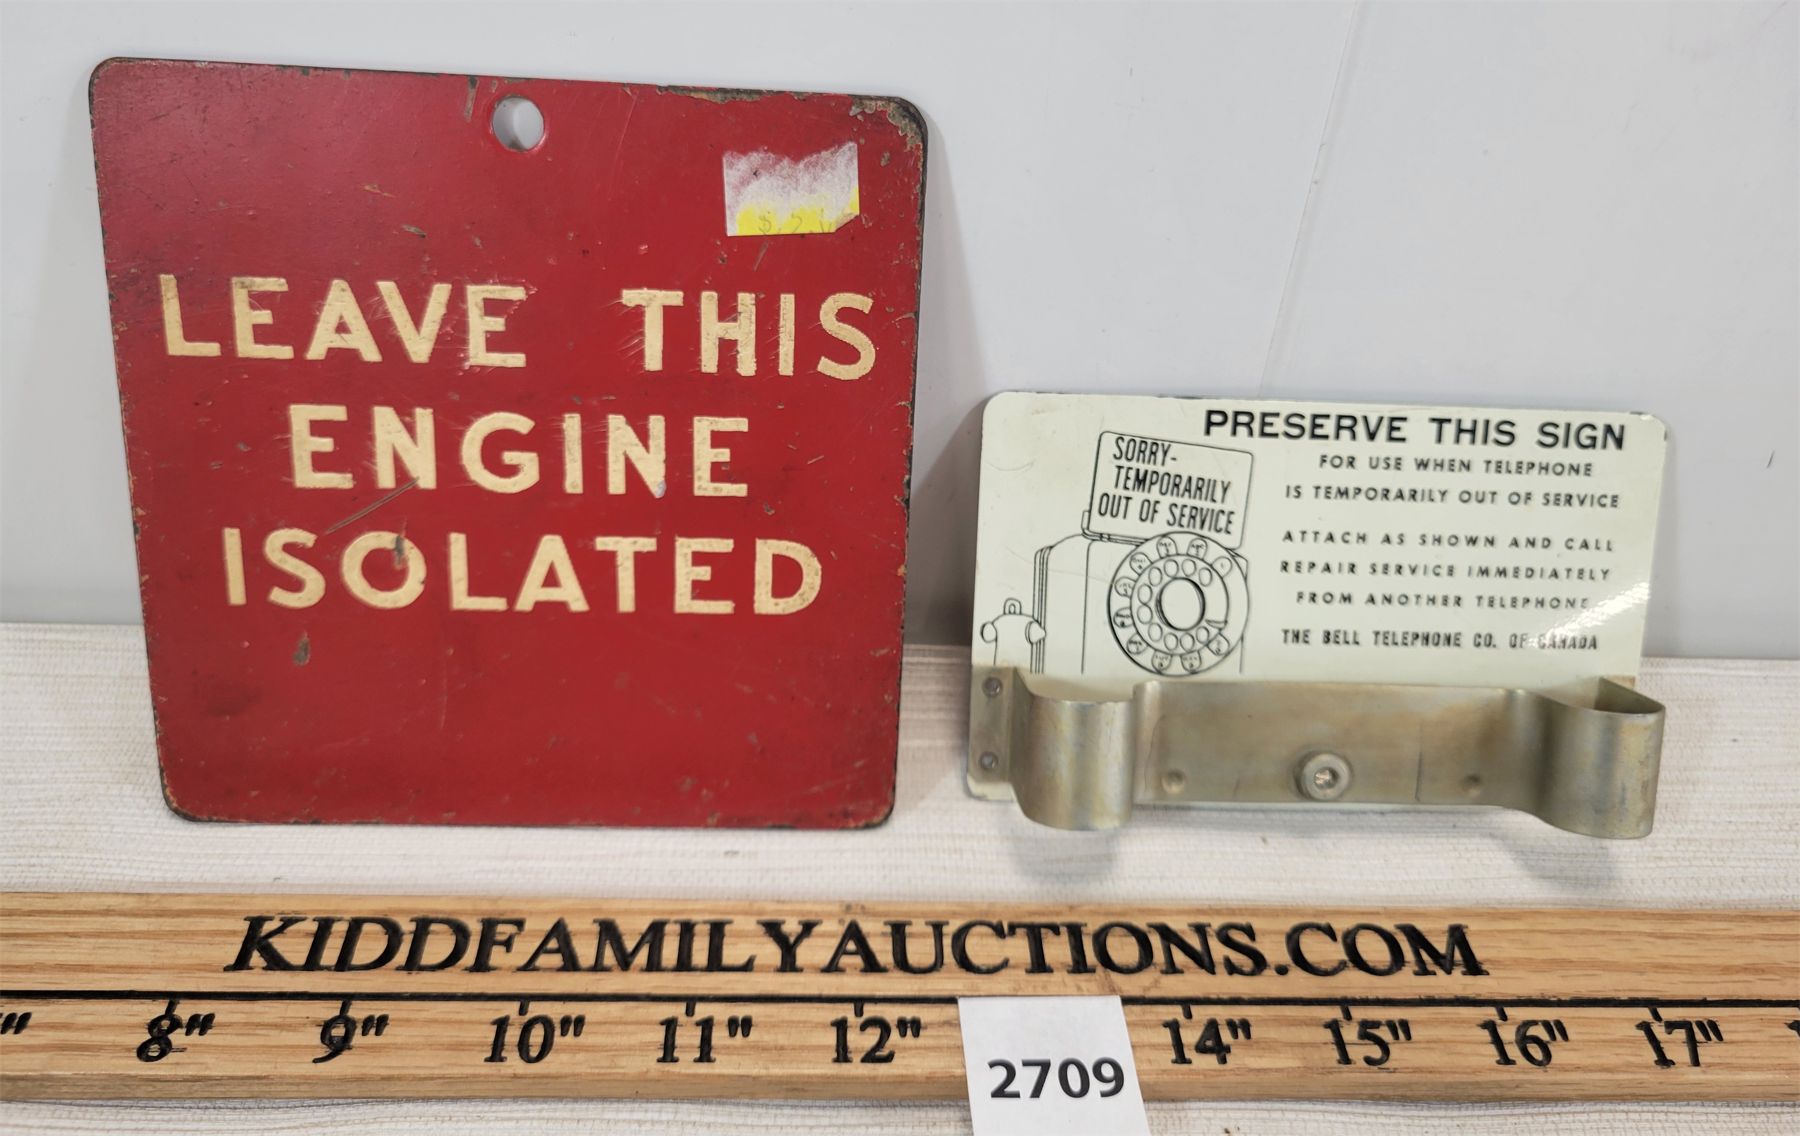 LEAVE THIS
ENGINE
ISOLATED
PRESERVE THIS SIGN
FOR USE WHEN TELEPHONE
IS TEMPORARILY OUT OF SERVICE
ATTACH AS SHOWN AND CALL
REPAIR SERVICE IMMEDIATELY
FROM ANOTHER TELEPHONE
THE BELL TELEPHONE CO. OF CANADA
SORRY-
TEMPORARILY
OUT OF SERVICE
KIDDFAMILYAUCTIONS.COM
8" 9" 10" 11" 12" 14" 15" 16" 17"
2709